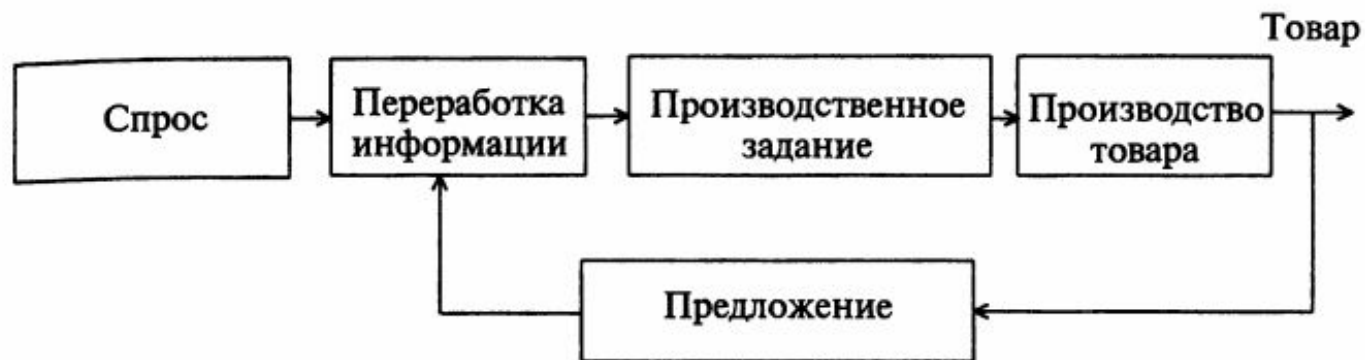 Товар
Спрос
Переработка
информации
Производственное
задание
Производство
товара
Предложение